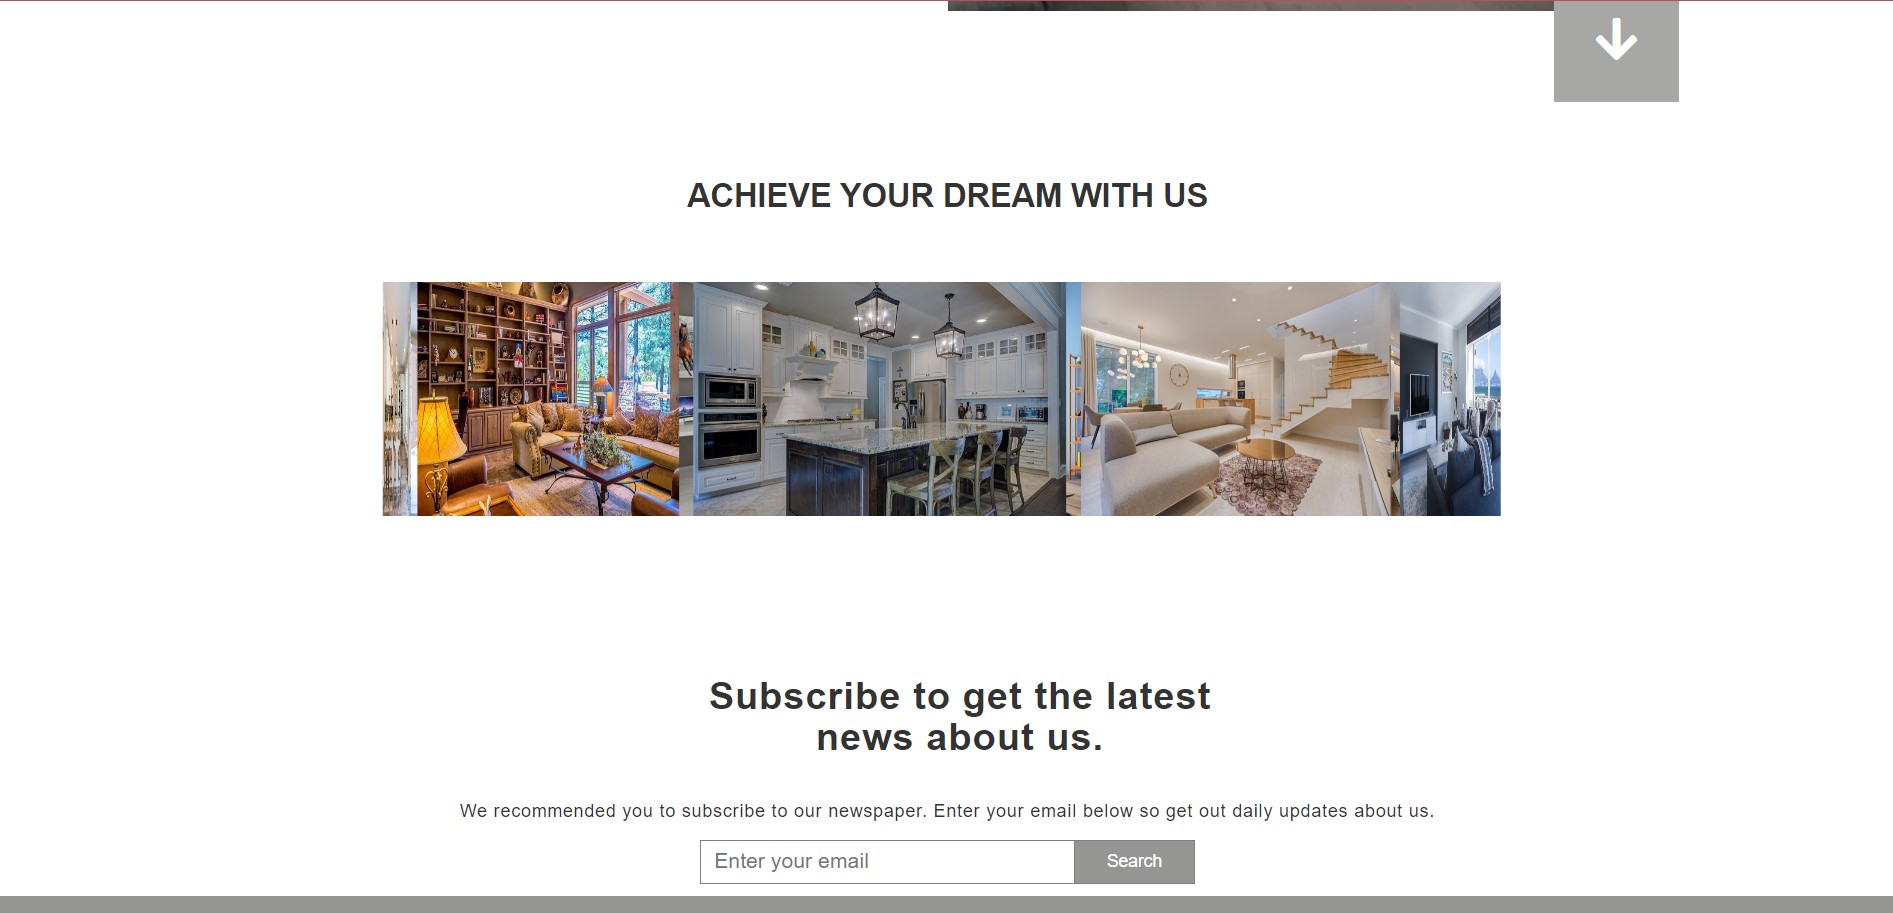 ACHIEVE YOUR DREAM WITH US
Subscribe to get the latest
news about us.
We recommended you to subscribe to our newspaper. Enter your email below so get out daily updates about us.
Enter your email
Search